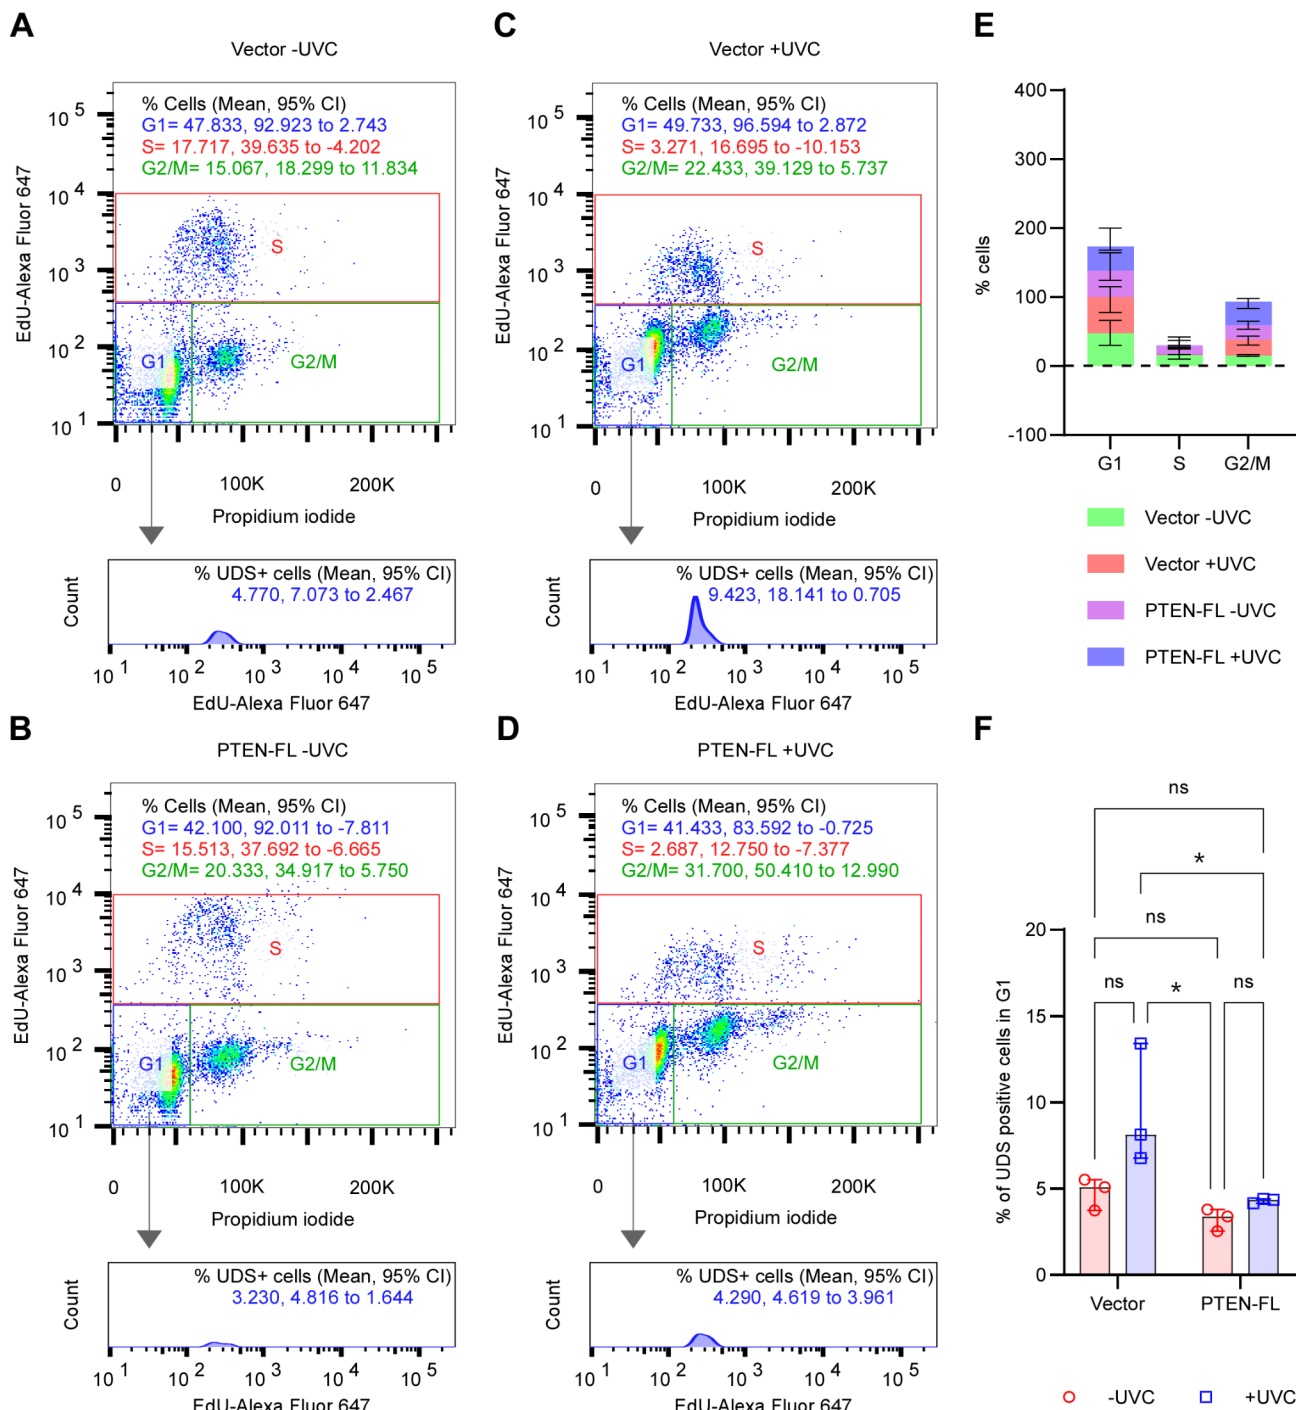 A
Vector -UVC
% Cells (Mean, 95% CI)
G1= 47.833, 92.923 to 2.743
S= 17.717, 39.635 to -4.202
G2/M= 15.067, 18.299 to 11.834
EdU-Alexa Fluor 647
10 5
10 4
10 3
10 2
10 1
S
G1
G2/M
0
100K
200K
Propidium iodide
% UDS+ cells (Mean, 95% CI)
4.770, 7.073 to 2.467
Count
10 1
10 2
10 3
10 4
10 5
EdU-Alexa Fluor 647
C
Vector +UVC
% Cells (Mean, 95% CI)
G1= 49.733, 96.594 to 2.872
S= 3.271, 16.695 to -10.153
G2/M= 22.433, 39.129 to 5.737
EdU-Alexa Fluor 647
10 5
10 4
10 3
10 2
10 1
S
G1
G2/M
0
100K
200K
Propidium iodide
% UDS+ cells (Mean, 95% CI)
9.423, 18.141 to 0.705
Count
10 1
10 2
10 3
10 4
10 5
EdU-Alexa Fluor 647
E
400
300
200
100
0
-100
% cells
G1
S
G2/M
Vector -UVC
Vector +UVC
PTEN-FL -UVC
PTEN-FL +UVC
B
PTEN-FL -UVC
% Cells (Mean, 95% CI)
G1= 42.100, 92.011 to -7.811
S= 15.513, 37.692 to -6.665
G2/M= 20.333, 34.917 to 5.750
EdU-Alexa Fluor 647
10 5
10 4
10 3
10 2
10 1
S
G1
G2/M
0
100K
200K
Propidium iodide
% UDS+ cells (Mean, 95% CI)
3.230, 4.816 to 1.644
Count
10 1
10 2
10 3
10 4
10 5
EdU-Alexa Fluor 647
D
PTEN-FL +UVC
% Cells (Mean, 95% CI)
G1= 41.433, 83.592 to -0.725
S= 2.687, 12.750 to -7.377
G2/M= 31.700, 50.410 to 12.990
EdU-Alexa Fluor 647
10 5
10 4
10 3
10 2
10 1
S
G1
G2/M
0
100K
200K
Propidium iodide
% UDS+ cells (Mean, 95% CI)
4.290, 4.619 to 3.961
Count
10 1
10 2
10 3
10 4
10 5
EdU-Alexa Fluor 647
F
ns
*
ns
ns
*
ns
20
15
10
5
0
% of UDS positive cells in G1
Vector
PTEN-FL
-UVC
+UVC